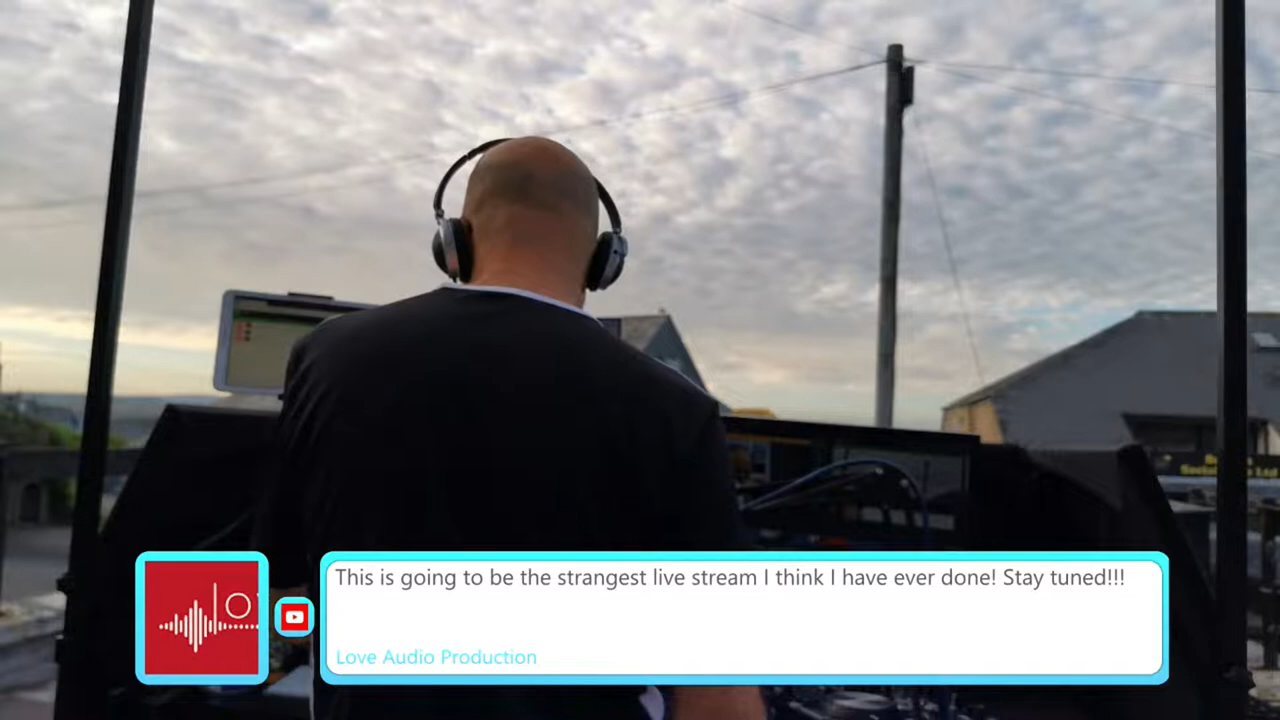 This is going to be the strangest live stream I think I have ever done! Stay tuned!!!
Love Audio Production